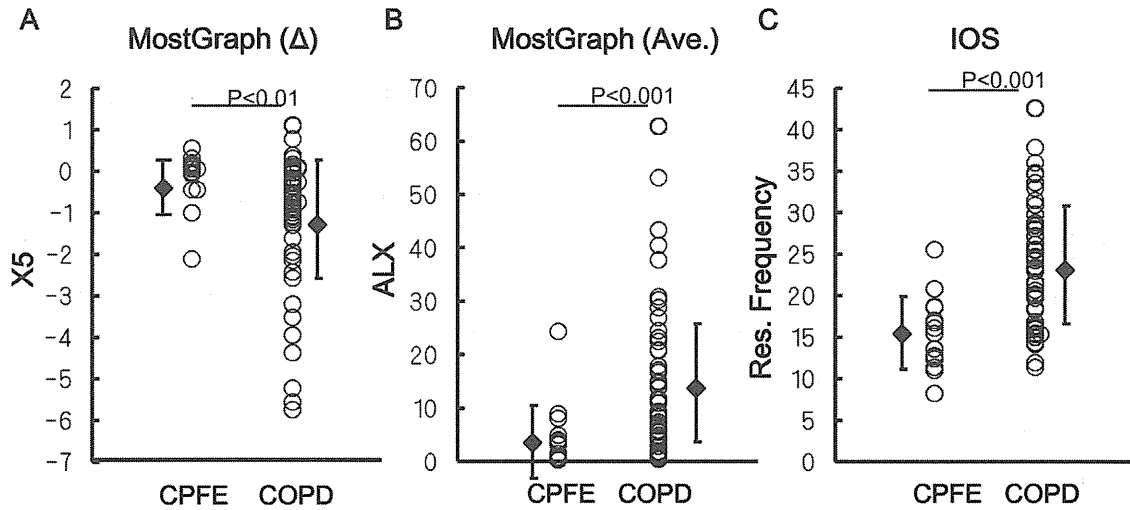 A
MostGraph (Δ)
P<0.01
X5
2
1
0
-1
-2
-3
-4
-5
-6
-7
CPFE
COPD
B
MostGraph (Ave.)
P<0.001
ALX
70
60
50
40
30
20
10
0
CPFE
COPD
C
IOS
P<0.001
Res. Frequency
45
40
35
30
25
20
15
10
5
0
CPFE
COPD